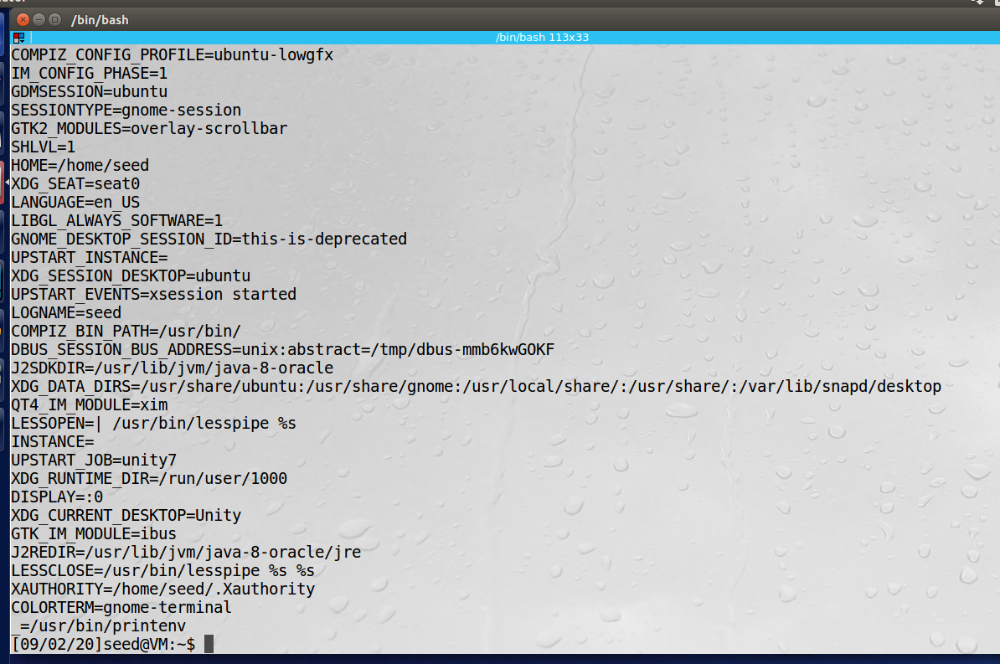 /bin/bash
/bin/bash 113x33
COMPIZ_CONFIG_PROFILE=ubuntu-lowgfx
IM_CONFIG_PHASE=1
GDMSESSION=ubuntu
SESSIONTYPE=gnome-session
GTK2_MODULES=overlay-scrollbar
SHLVL=1
HOME=/home/seed
XDG_SEAT=seat0
LANGUAGE=en_US
LIBGL_ALWAYS_SOFTWARE=1
GNOME_DESKTOP_SESSION_ID=this-is-deprecated
UPSTART_INSTANCE=
XDG_SESSION_DESKTOP=ubuntu
UPSTART_EVENTS=xsession started
LOGNAME=seed
COMPIZ_BIN_PATH=/usr/bin/
DBUS_SESSION_BUS_ADDRESS=unix:abstract=/tmp/dbus-mmb6kwGOKF
J2SDKDIR=/usr/lib/jvm/java-8-oracle
XDG_DATA_DIRS=/usr/share/ubuntu:/usr/share/gnome:/usr/local/share/:/usr/share/:/var/lib/snapd/desktop
QT4_IM_MODULE=xim
LESSOPEN=| /usr/bin/lesspipe %s
INSTANCE=
UPSTART_JOB=unity7
XDG_RUNTIME_DIR=/run/user/1000
DISPLAY=:0
XDG_CURRENT_DESKTOP=Unity
GTK_IM_MODULE=ibus
J2REDIR=/usr/lib/jvm/java-8-oracle/jre
LESSCLOSE=/usr/bin/lesspipe %s %s
XAUTHORITY=/home/seed/.Xauthority
COLORTERM=gnome-terminal
_=/usr/bin/printenv
[09/02/20]seed@VM:~$